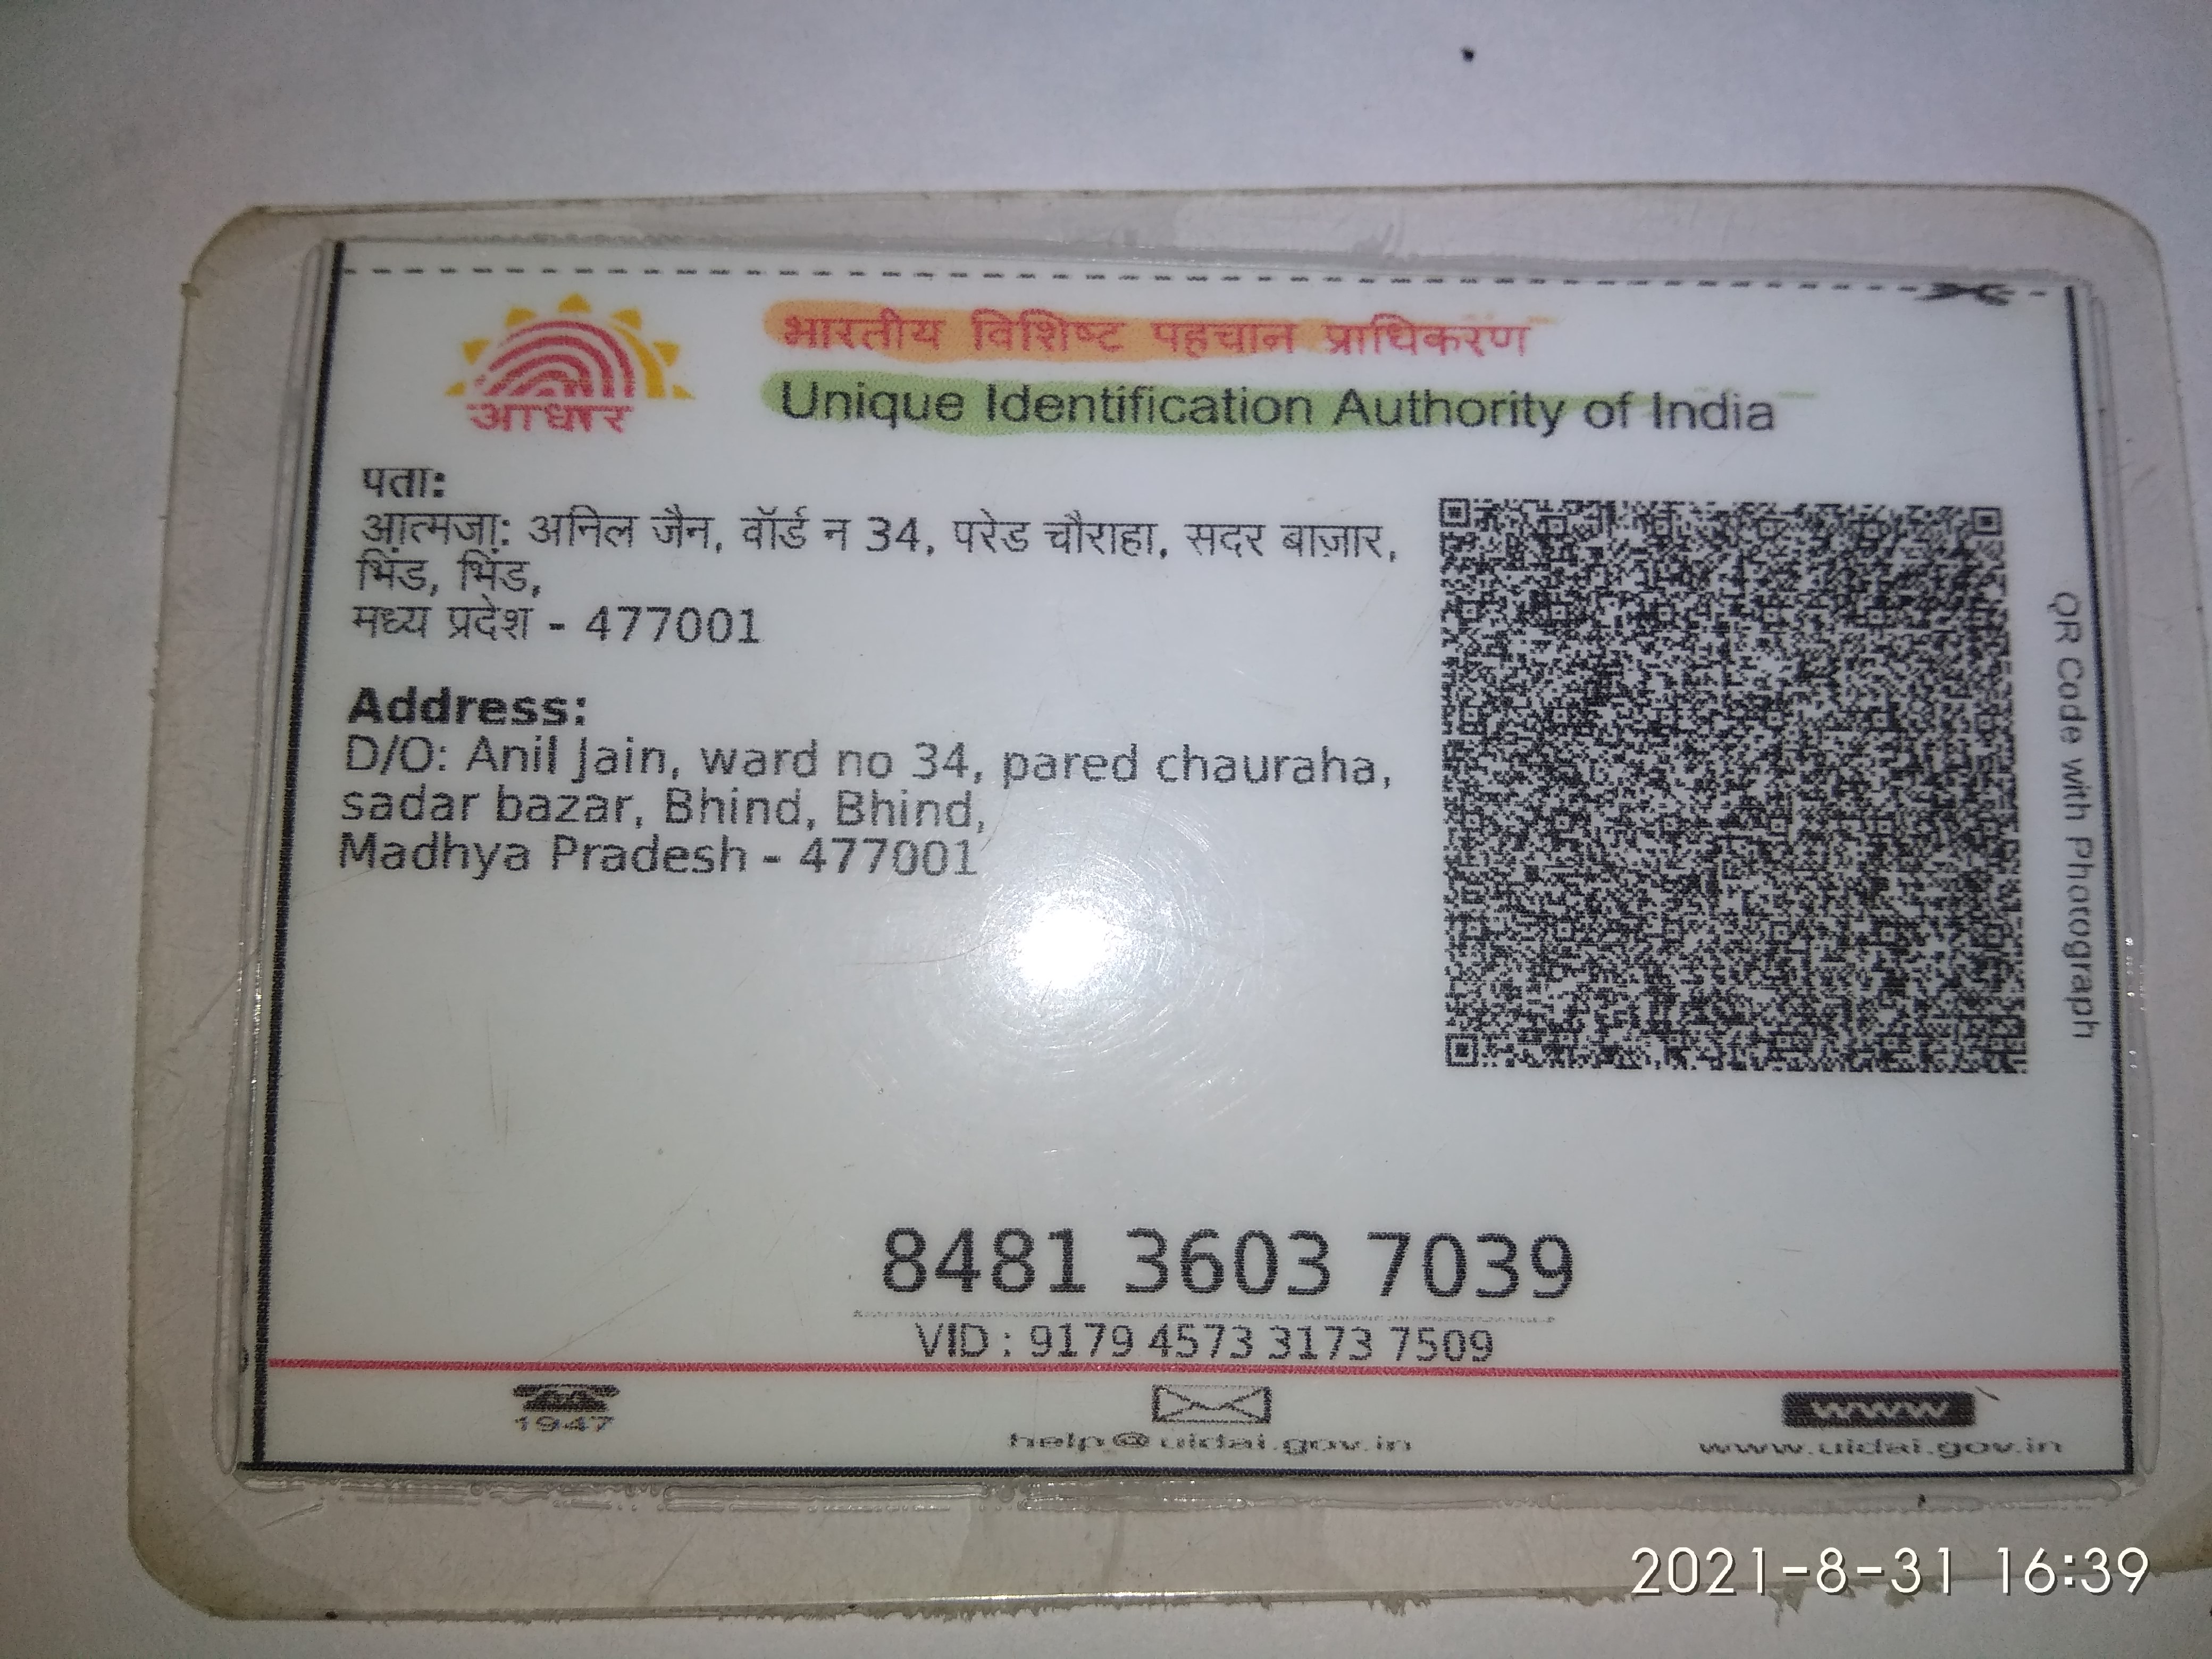 आधार
भारतीय विशिष्ट पहचान प्राधिकरण
Unique Identification Authority of India
पता:
आत्मजा: अनिल जैन, वॉर्ड न 34, परेड चौराहा, सदर बाज़ार,
भिंड, भिंड,
मध्य प्रदेश - 477001
Address:
D/O: Anil Jain, ward no 34, pared chauraha,
sadar bazar, Bhind, Bhind,
Madhya Pradesh - 477001
QR Code with Photograph
8481 3603 7039
VID : 9179 4573 3173 7509
1947
help@uidai.gov.in
www
www.uidai.gov.in
2021-8-31 16:39